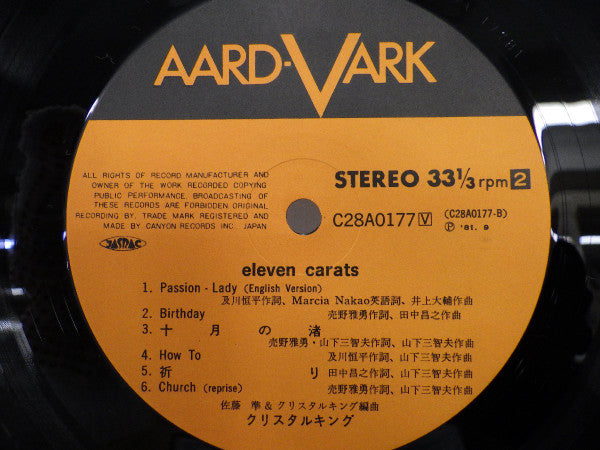 AARD-VARK
ALL RIGHTS OF RECORD MANUFACTURER AND
OWNER OF THE WORK RECORDED COPYING
PUBLIC PERFORMANCE, BROADCASTING OF
THESE RECORDS ARE FORBIDDEN ORIGINAL
RECORDING BY, TRADE MARK REGISTERED AND
MADE BY CANYON RECORDS INC. JAPAN
JASRAC
STEREO 33 1/3 rpm 2
C28A0177 V (C28A0177-B)
Ⓟ '81. 9
eleven carats
1. Passion - Lady (English Version)
及川恒平作詞、Marcia Nakao英語詞、井上大輔作曲
2. Birthday 売野雅勇作詞、田中昌之作曲
3. 十月の渚
売野雅勇・山下三智夫作詞、山下三智夫作曲
4. How To 及川恒平作詞、山下三智夫作曲
5. 祈り 田中昌之作詞、山下三智夫作曲
6. Church (reprise) 売野雅勇作詞、山下三智夫作曲
佐藤 準 & クリスタルキング編曲
クリスタルキング